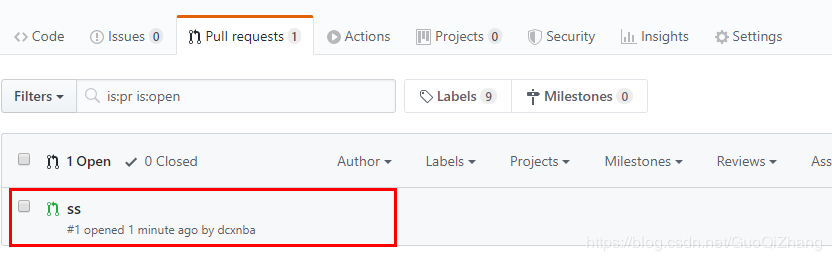 Code Issues 0 Pull requests 1 Actions Projects 0 Security Insights Settings
Filters is:pr is:open Labels 9 Milestones 0
1 Open 0 Closed Author Labels Projects Milestones Reviews Ass
ss
#1 opened 1 minute ago by dcxnba
https://blog.csdn.net/GuoQiZhang